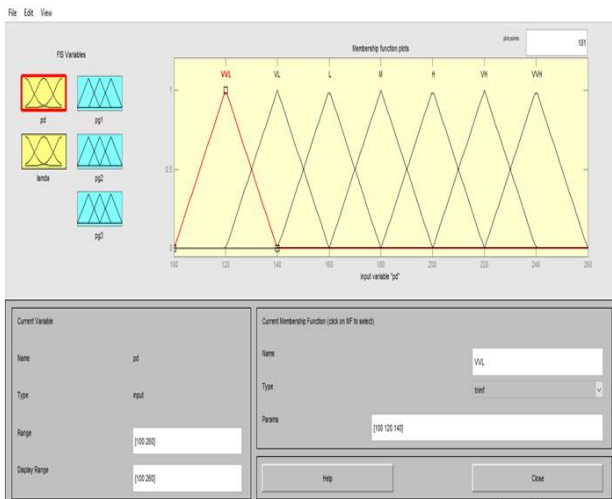 File Edit View
FIS Variables
pd
pg1
lamda
pg2
pg3
Membership function plots
plot points:
181
VVL VL L M H VH VVH
1
0.5
0
100 120 140 160 180 200 220 240 260
input variable "pd"
Current Variable
Name pd
Type input
Range [100 260]
Display Range [100 260]
Current Membership Function (click on MF to select)
Name VVL
Type trimf
Params [100 120 140]
Help Close